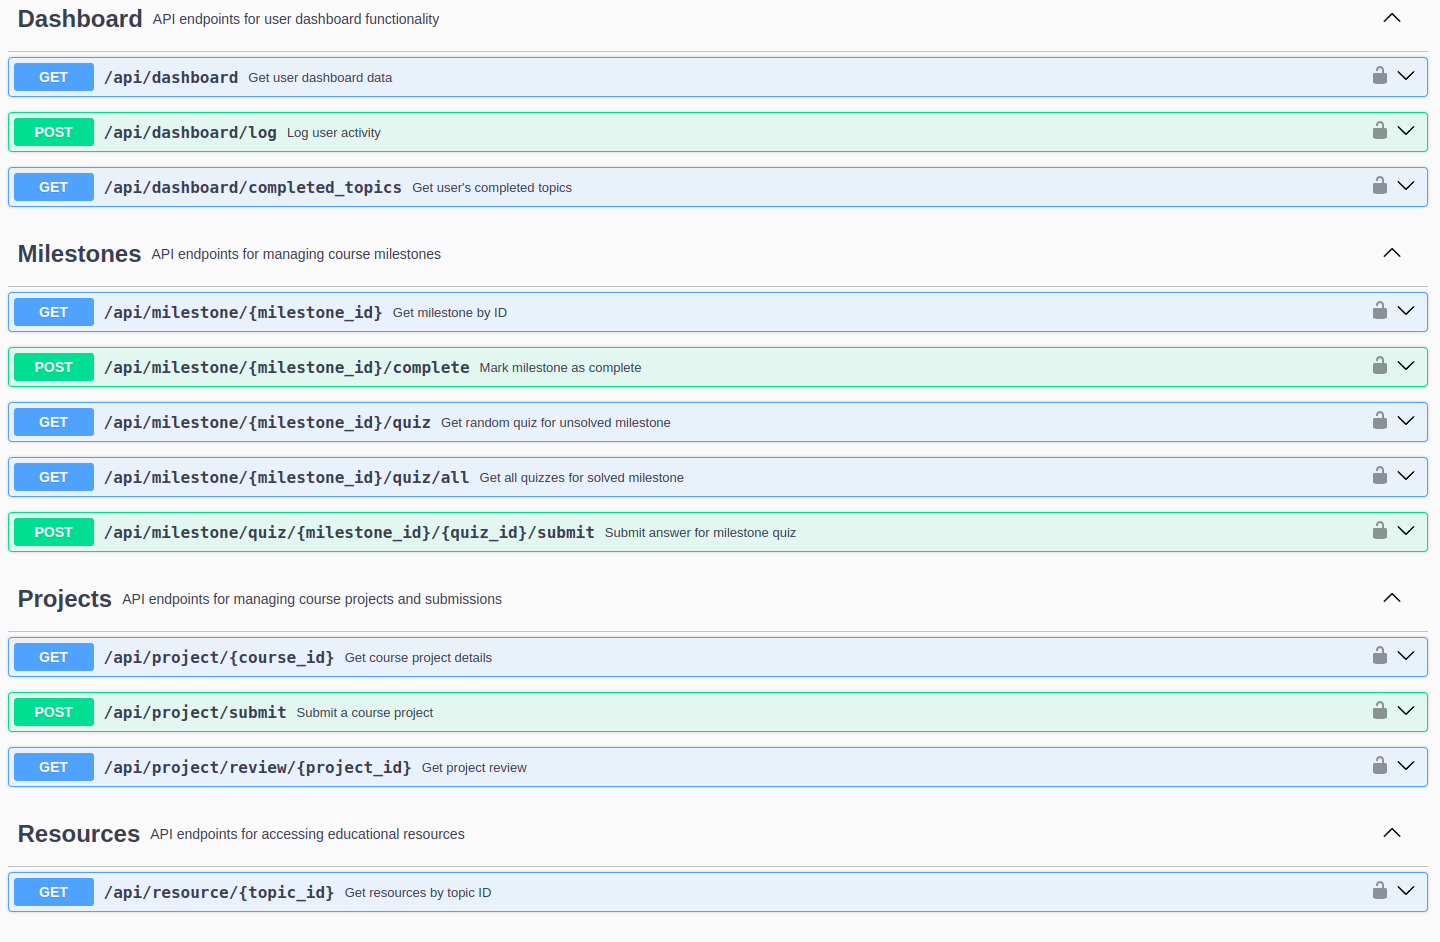 Dashboard API endpoints for user dashboard functionality
GET /api/dashboard Get user dashboard data
POST /api/dashboard/log Log user activity
GET /api/dashboard/completed_topics Get user's completed topics
Milestones API endpoints for managing course milestones
GET /api/milestone/{milestone_id} Get milestone by ID
POST /api/milestone/{milestone_id}/complete Mark milestone as complete
GET /api/milestone/{milestone_id}/quiz Get random quiz for unsolved milestone
GET /api/milestone/{milestone_id}/quiz/all Get all quizzes for solved milestone
POST /api/milestone/quiz/{milestone_id}/{quiz_id}/submit Submit answer for milestone quiz
Projects API endpoints for managing course projects and submissions
GET /api/project/{course_id} Get course project details
POST /api/project/submit Submit a course project
GET /api/project/review/{project_id} Get project review
Resources API endpoints for accessing educational resources
GET /api/resource/{topic_id} Get resources by topic ID